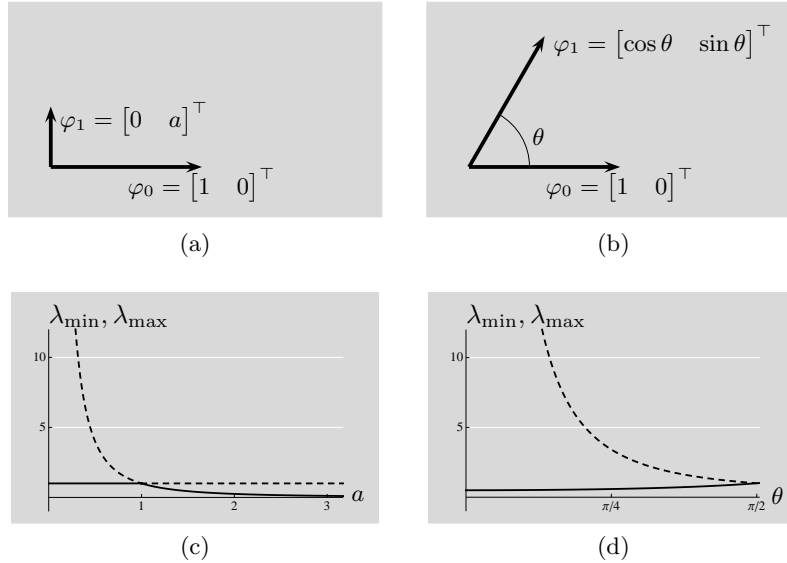 φ₁ = [0 a]⊤
φ₀ = [1 0]⊤
(a)
φ₁ = [cos θ sin θ]⊤
θ
φ₀ = [1 0]⊤
(b)
λmin, λmax
10
5
1 2 3 a
(c)
λmin, λmax
10
5
π/4 π/2 θ
(d)